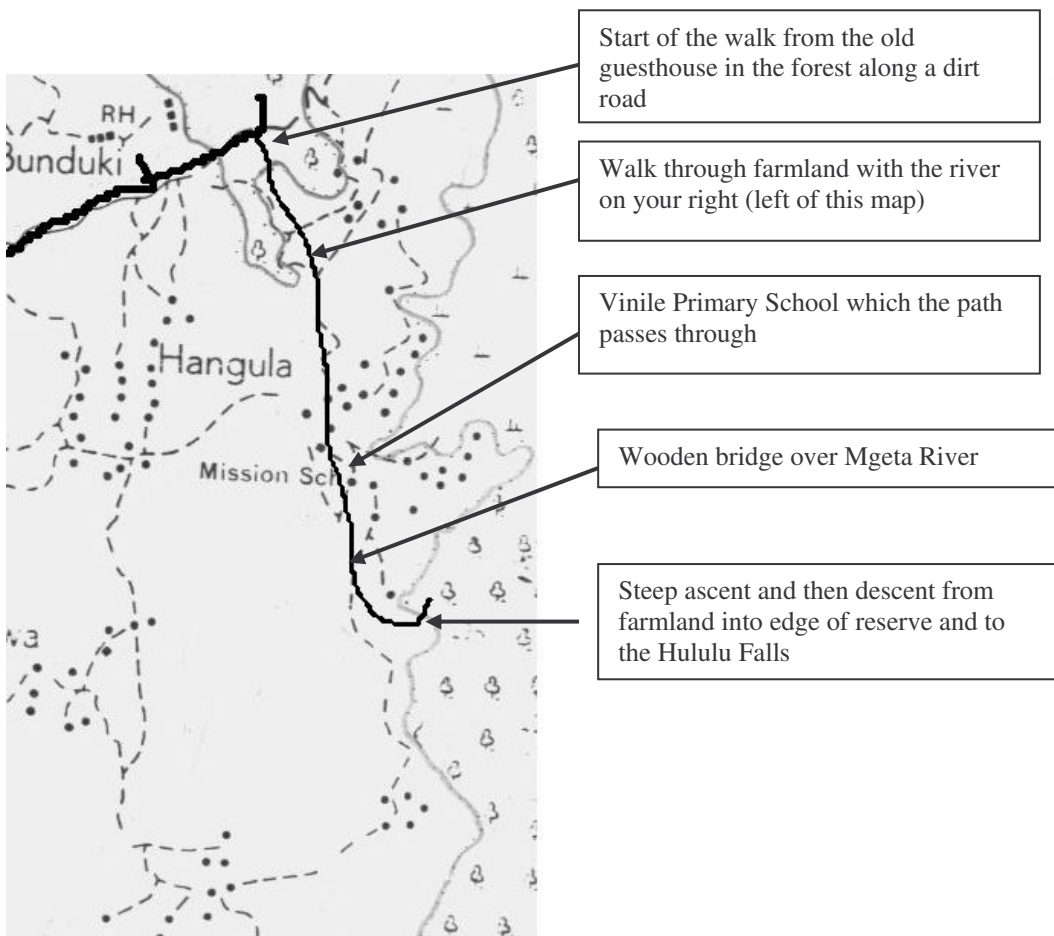 Start of the walk from the old
guesthouse in the forest along a dirt
road
RH
Bunduki
Walk through farmland with the river
on your right (left of this map)
Vinile Primary School which the path
passes through
Hangula
Mission Sch
Wooden bridge over Mgeta River
Steep ascent and then descent from
farmland into edge of reserve and to
the Hululu Falls